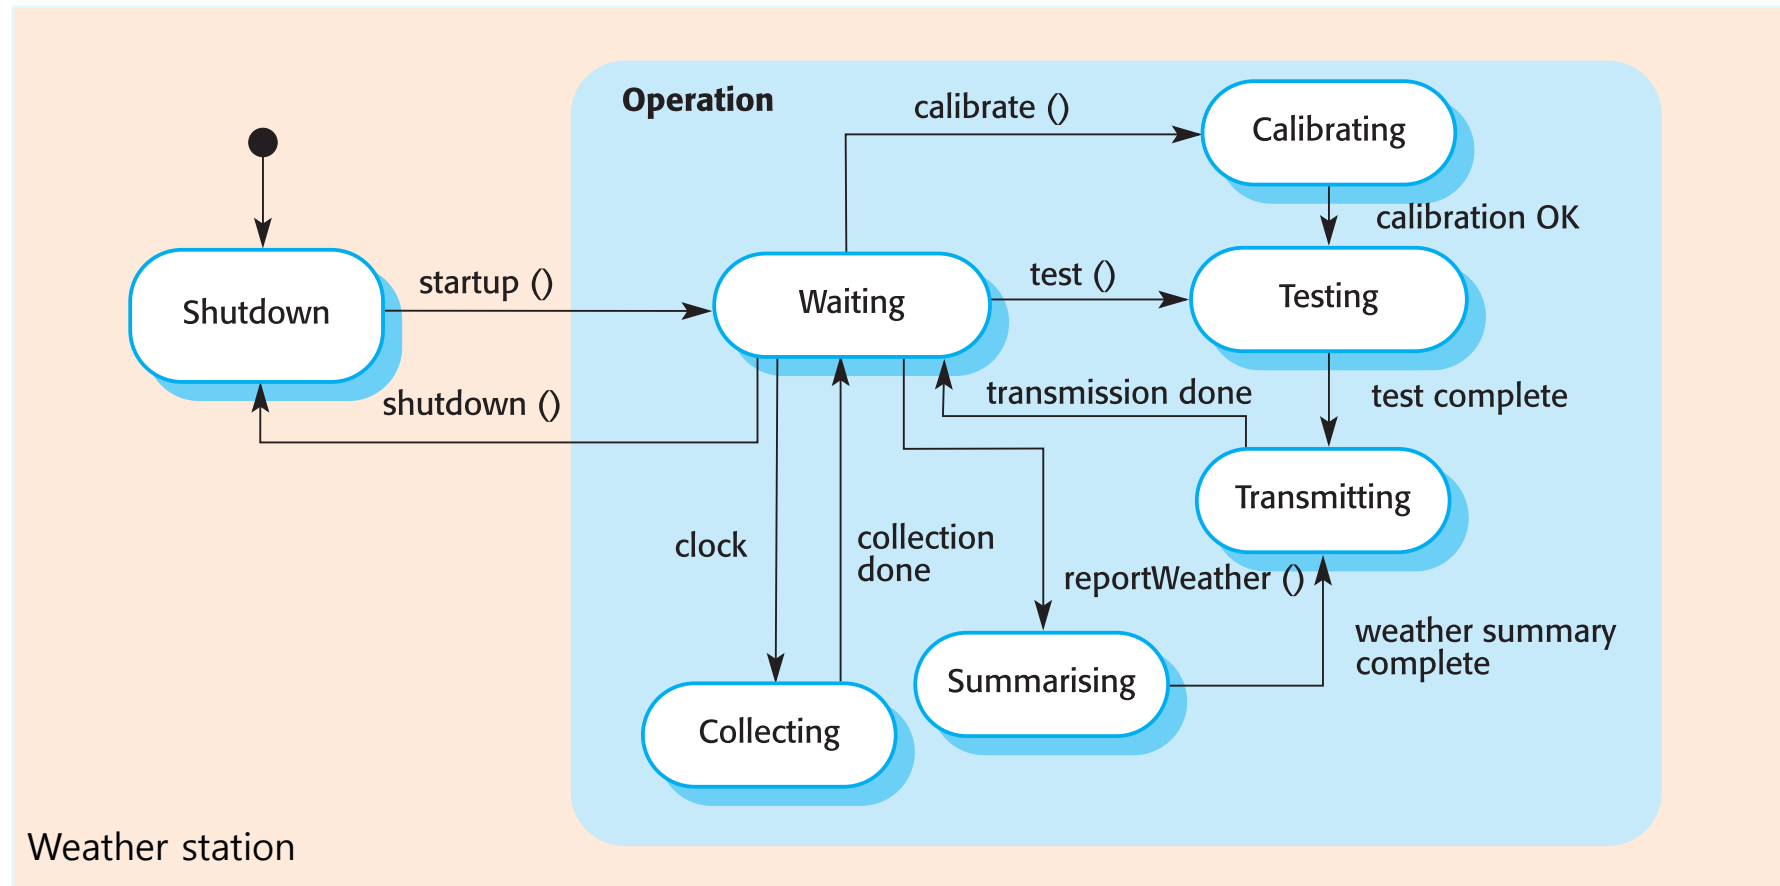 Operation
calibrate ()
Calibrating
calibration OK
startup ()
test ()
Shutdown
Waiting
Testing
shutdown ()
transmission done
test complete
Transmitting
clock
collection
done
reportWeather ()
weather summary
complete
Summarising
Collecting
Weather station